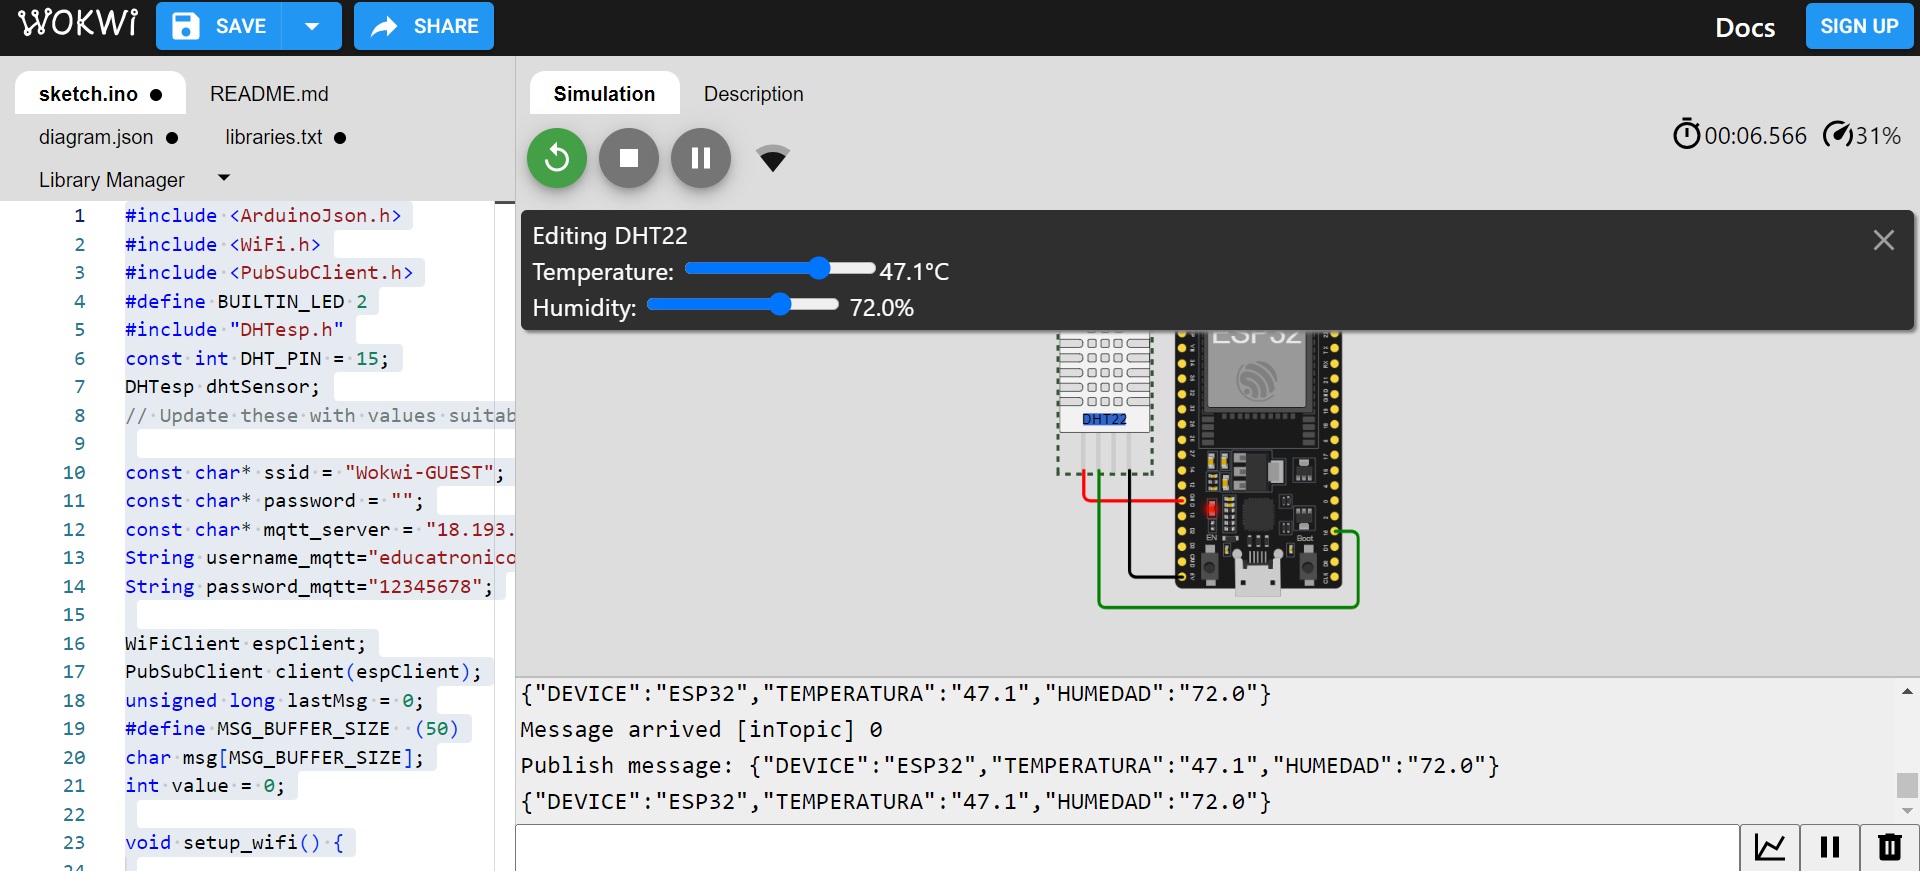 WOKWI SAVE SHARE Docs SIGN UP
sketch.ino ● README.md
diagram.json ● libraries.txt ●
Library Manager
Simulation Description
00:06.566 31%
Editing DHT22
Temperature: 47.1°C
Humidity: 72.0%
1 #include <ArduinoJson.h>
2 #include <WiFi.h>
3 #include <PubSubClient.h>
4 #define BUILTIN_LED 2
5 #include "DHTesp.h"
6 const int DHT_PIN = 15;
7 DHTesp dhtSensor;
8 // Update these with values suitab
9
10 const char* ssid = "Wokwi-GUEST";
11 const char* password = "";
12 const char* mqtt_server = "18.193.
13 String username_mqtt="educatronico
14 String password_mqtt="12345678";
15
16 WiFiClient espClient;
17 PubSubClient client(espClient);
18 unsigned long lastMsg = 0;
19 #define MSG_BUFFER_SIZE  (50)
20 char msg[MSG_BUFFER_SIZE];
21 int value = 0;
22
23 void setup_wifi() {
24
ESP32
DHT22
EN Boot
{"DEVICE":"ESP32","TEMPERATURA":"47.1","HUMEDAD":"72.0"}
Message arrived [inTopic] 0
Publish message: {"DEVICE":"ESP32","TEMPERATURA":"47.1","HUMEDAD":"72.0"}
{"DEVICE":"ESP32","TEMPERATURA":"47.1","HUMEDAD":"72.0"}